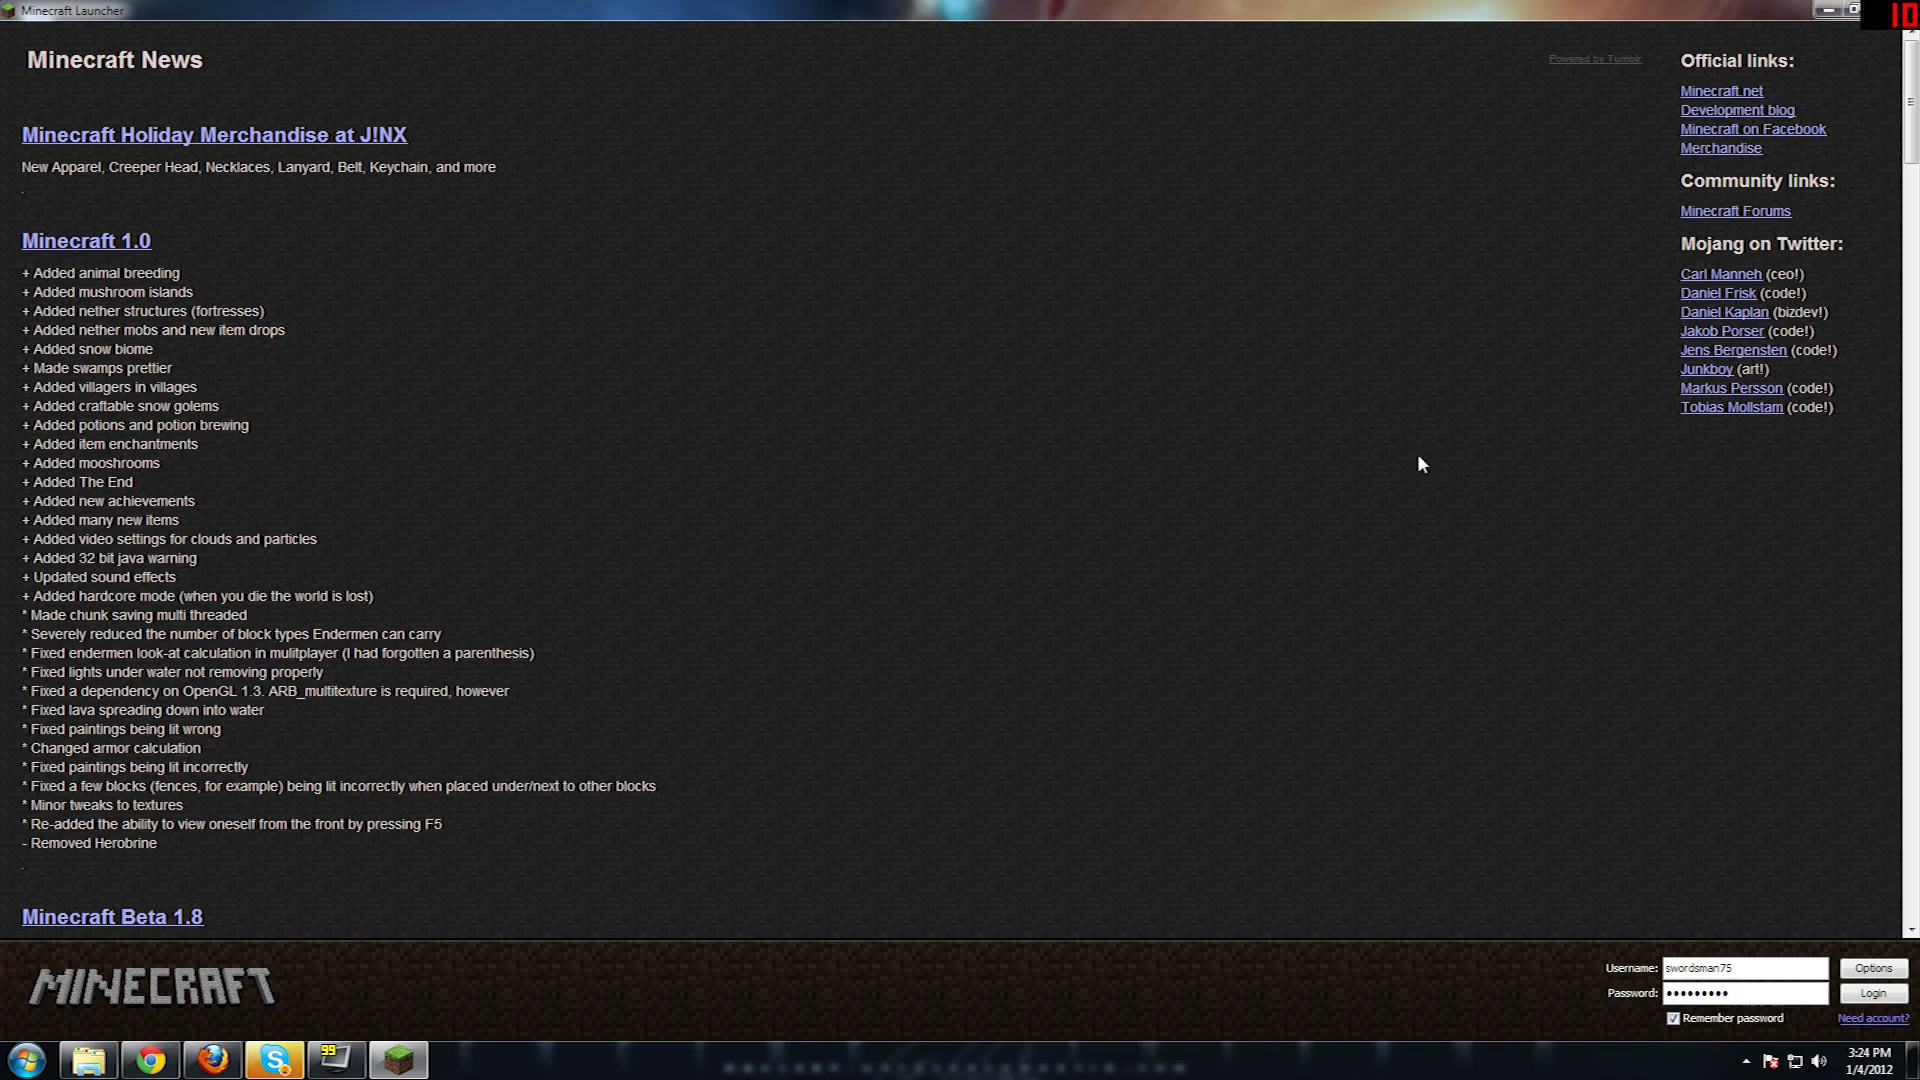 Minecraft Launcher
10
Minecraft News
Powered by Tumblr
Minecraft Holiday Merchandise at J!NX
New Apparel, Creeper Head, Necklaces, Lanyard, Belt, Keychain, and more
.
Minecraft 1.0
+ Added animal breeding
+ Added mushroom islands
+ Added nether structures (fortresses)
+ Added nether mobs and new item drops
+ Added snow biome
+ Made swamps prettier
+ Added villagers in villages
+ Added craftable snow golems
+ Added potions and potion brewing
+ Added item enchantments
+ Added mooshrooms
+ Added The End
+ Added new achievements
+ Added many new items
+ Added video settings for clouds and particles
+ Added 32 bit java warning
+ Updated sound effects
+ Added hardcore mode (when you die the world is lost)
* Made chunk saving multi threaded
* Severely reduced the number of block types Endermen can carry
* Fixed endermen look-at calculation in mulitplayer (I had forgotten a parenthesis)
* Fixed lights under water not removing properly
* Fixed a dependency on OpenGL 1.3. ARB_multitexture is required, however
* Fixed lava spreading down into water
* Fixed paintings being lit wrong
* Changed armor calculation
* Fixed paintings being lit incorrectly
* Fixed a few blocks (fences, for example) being lit incorrectly when placed under/next to other blocks
* Minor tweaks to textures
* Re-added the ability to view oneself from the front by pressing F5
- Removed Herobrine
.
Minecraft Beta 1.8
Official links:
Minecraft.net
Development blog
Minecraft on Facebook
Merchandise
Community links:
Minecraft Forums
Mojang on Twitter:
Carl Manneh (ceo!)
Daniel Frisk (code!)
Daniel Kaplan (bizdev!)
Jakob Porser (code!)
Jens Bergensten (code!)
Junkboy (art!)
Markus Persson (code!)
Tobias Mollstam (code!)
MINECRAFT
Username: swordsman75 Options
Password: ••••••••• Login
Remember password Need account?
99
3:24 PM
1/4/2012